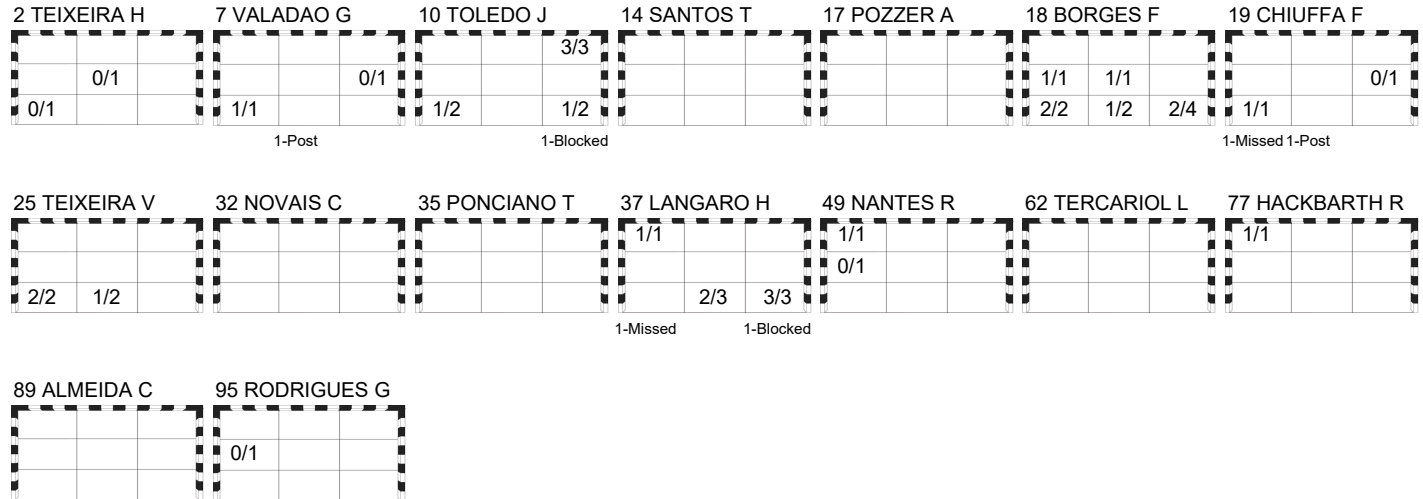 2 TEIXEIRA H 7 VALADAO G 10 TOLEDO J 14 SANTOS T 17 POZZER A 18 BORGES F 19 CHIUFFA F
3/3
0/1 0/1 1/1 1/1 0/1
0/1 1/1 1/2 1/2 2/2 1/2 2/4 1/1
1-Post 1-Blocked 1-Missed 1-Post
25 TEIXEIRA V 32 NOVAIS C 35 PONCIANO T 37 LANGARO H 49 NANTES R 62 TERCARIOL L 77 HACKBARTH R
1/1 1/1 1/1
0/1
2/2 1/2 2/3 3/3
1-Missed 1-Blocked
89 ALMEIDA C 95 RODRIGUES G
0/1